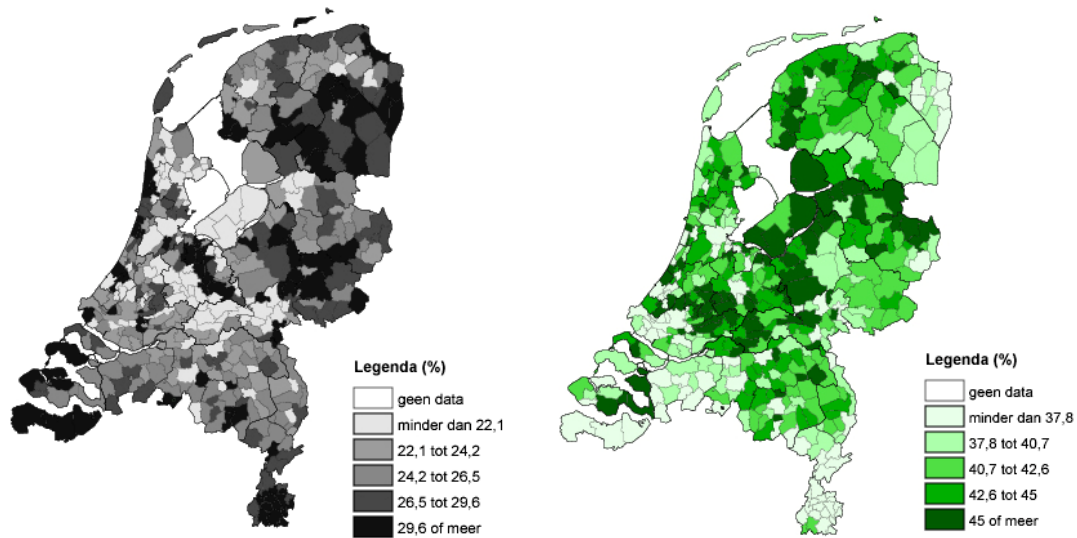 Legenda (%)
geen data
minder dan 22,1
22,1 tot 24,2
24,2 tot 26,5
26,5 tot 29,6
29,6 of meer
Legenda (%)
geen data
minder dan 37,8
37,8 tot 40,7
40,7 tot 42,6
42,6 tot 45
45 of meer